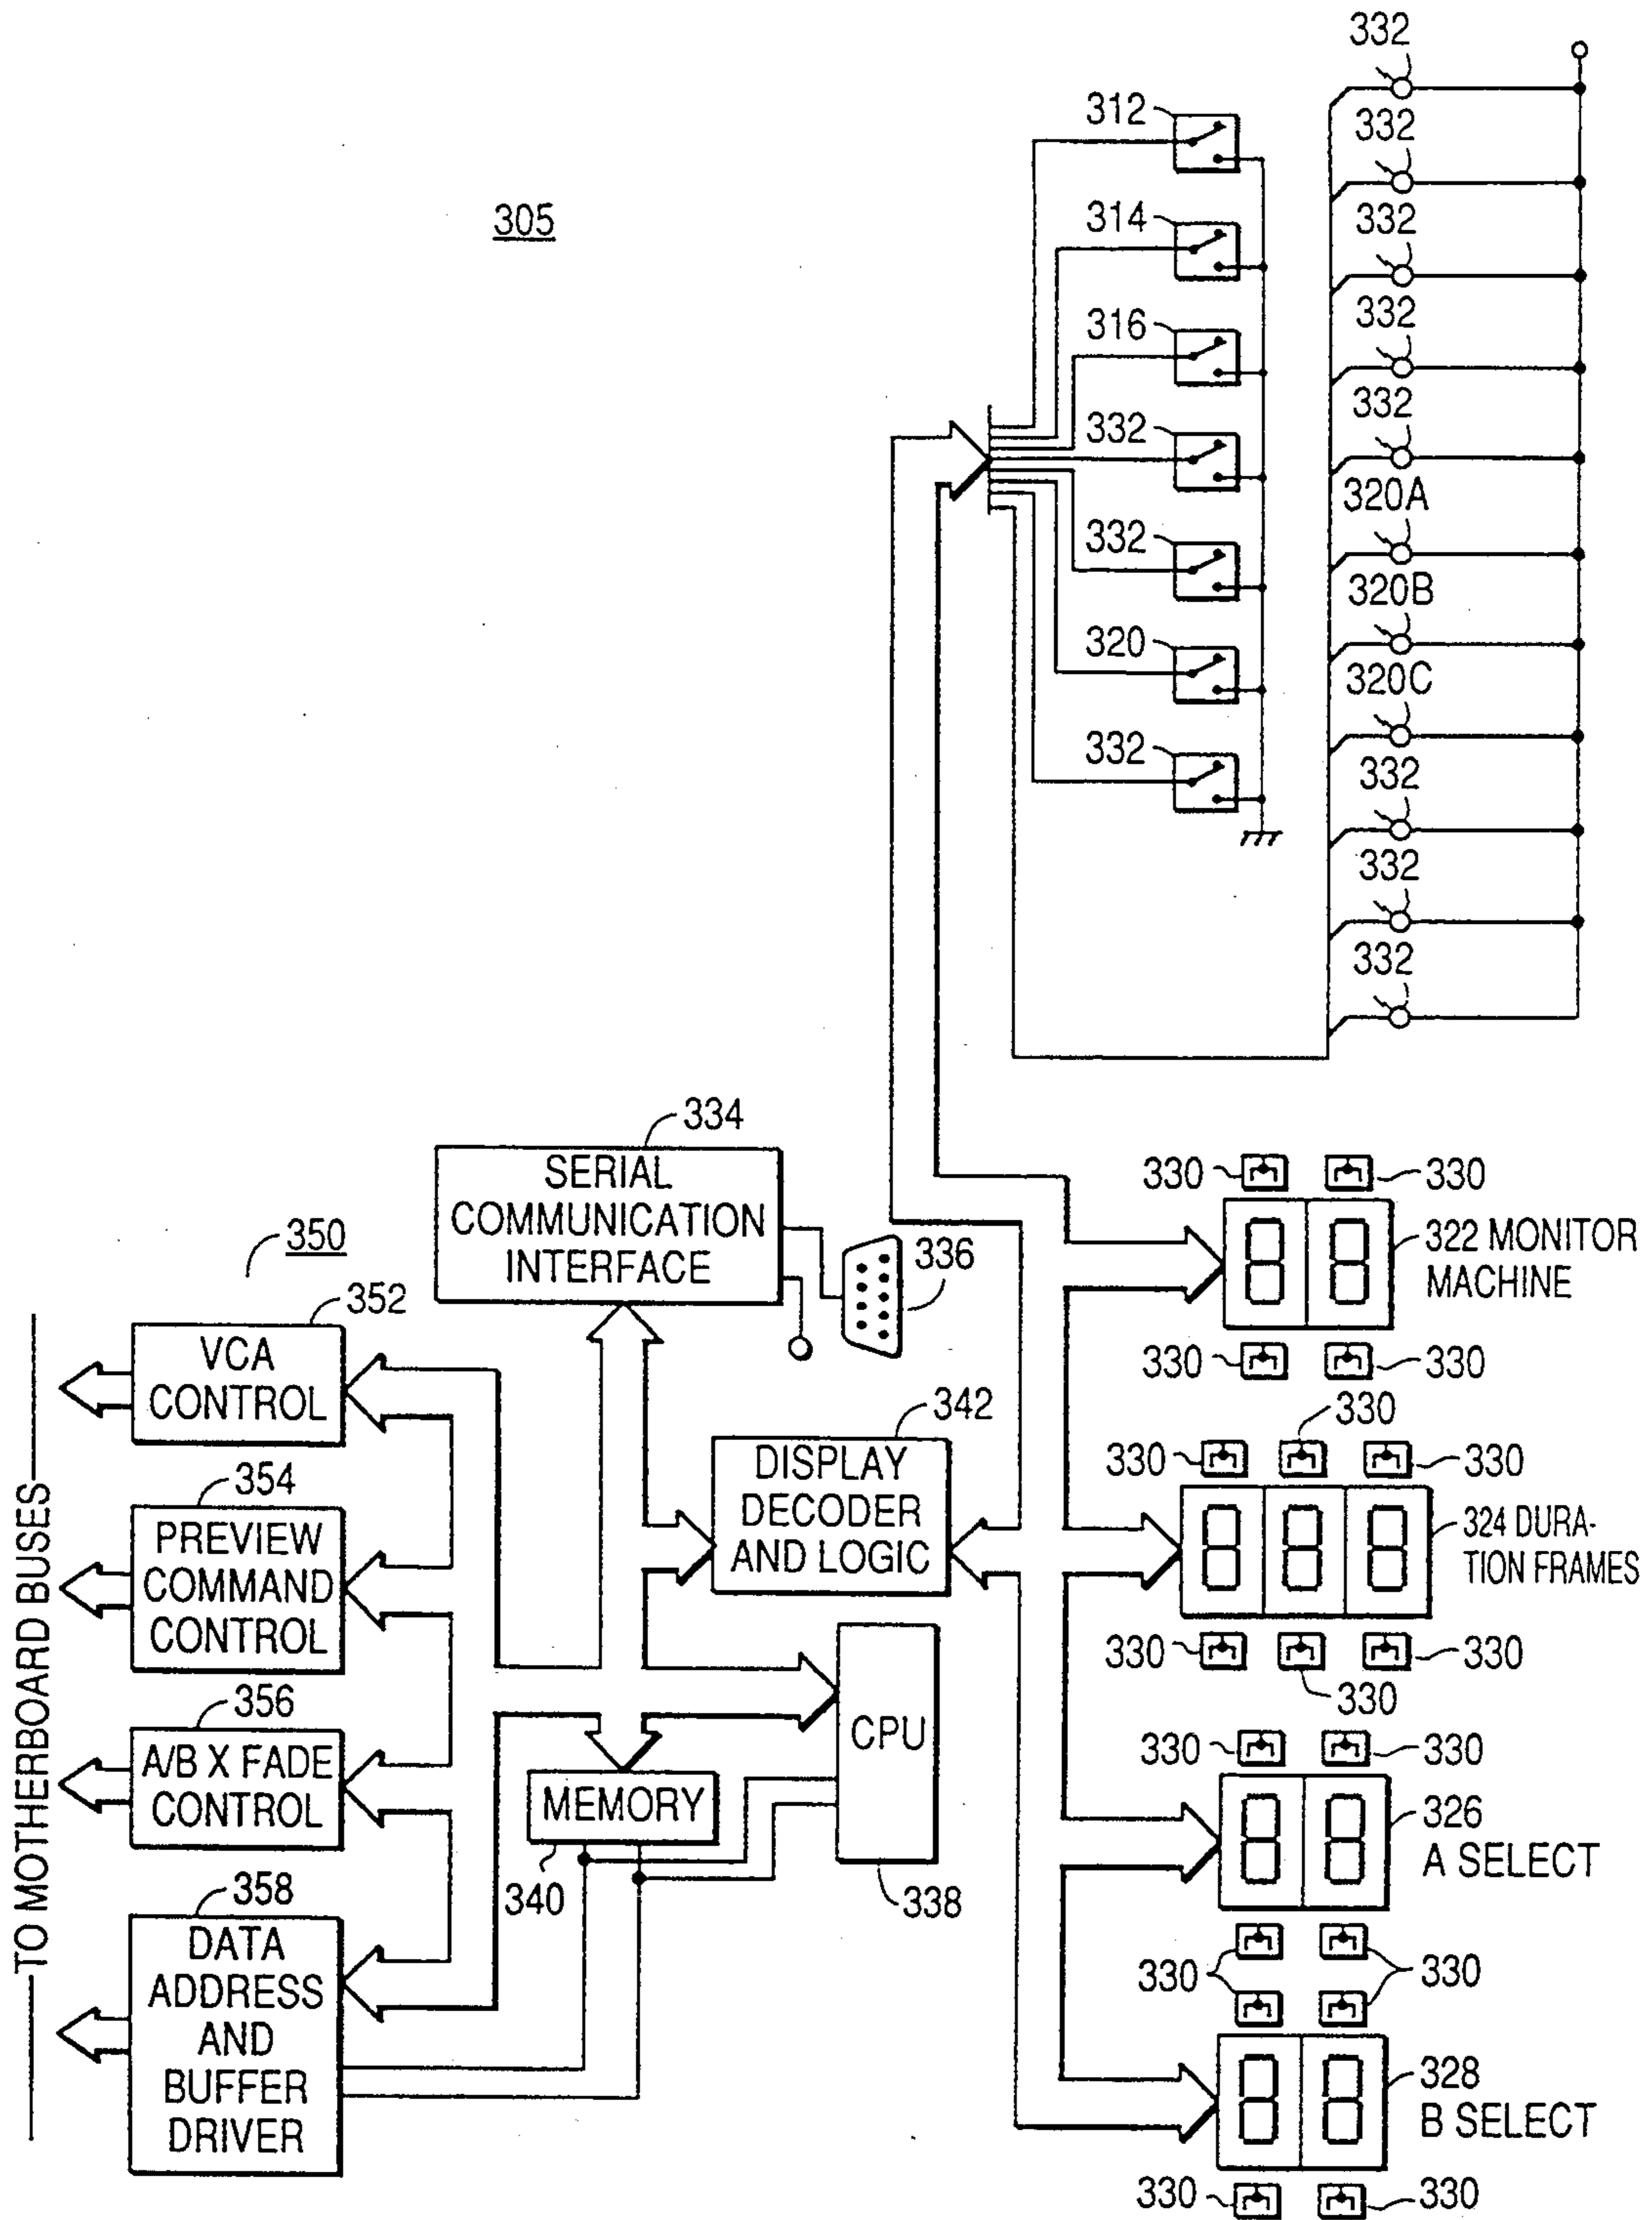 305
312
314
316
332
332
320
332
332
332
332
332
332
320A
320B
320C
332
332
332
334
SERIAL
COMMUNICATION
INTERFACE
336
350
352
VCA
CONTROL
354
PREVIEW
COMMAND
CONTROL
356
A/B X FADE
CONTROL
358
DATA
ADDRESS
AND
BUFFER
DRIVER
TO MOTHERBOARD BUSES
342
DISPLAY
DECODER
AND LOGIC
CPU
338
MEMORY
340
330
330
322 MONITOR
MACHINE
330
330
330
330
330
324 DURA-
TION FRAMES
330
330
330
330
330
326
A SELECT
330
330
328
B SELECT
330
330